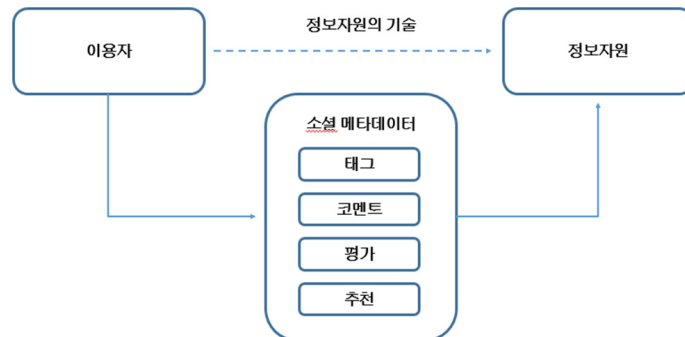 이용자
정보자원의 기술
정보자원
소셜 메타데이터
태그
코멘트
평가
추천